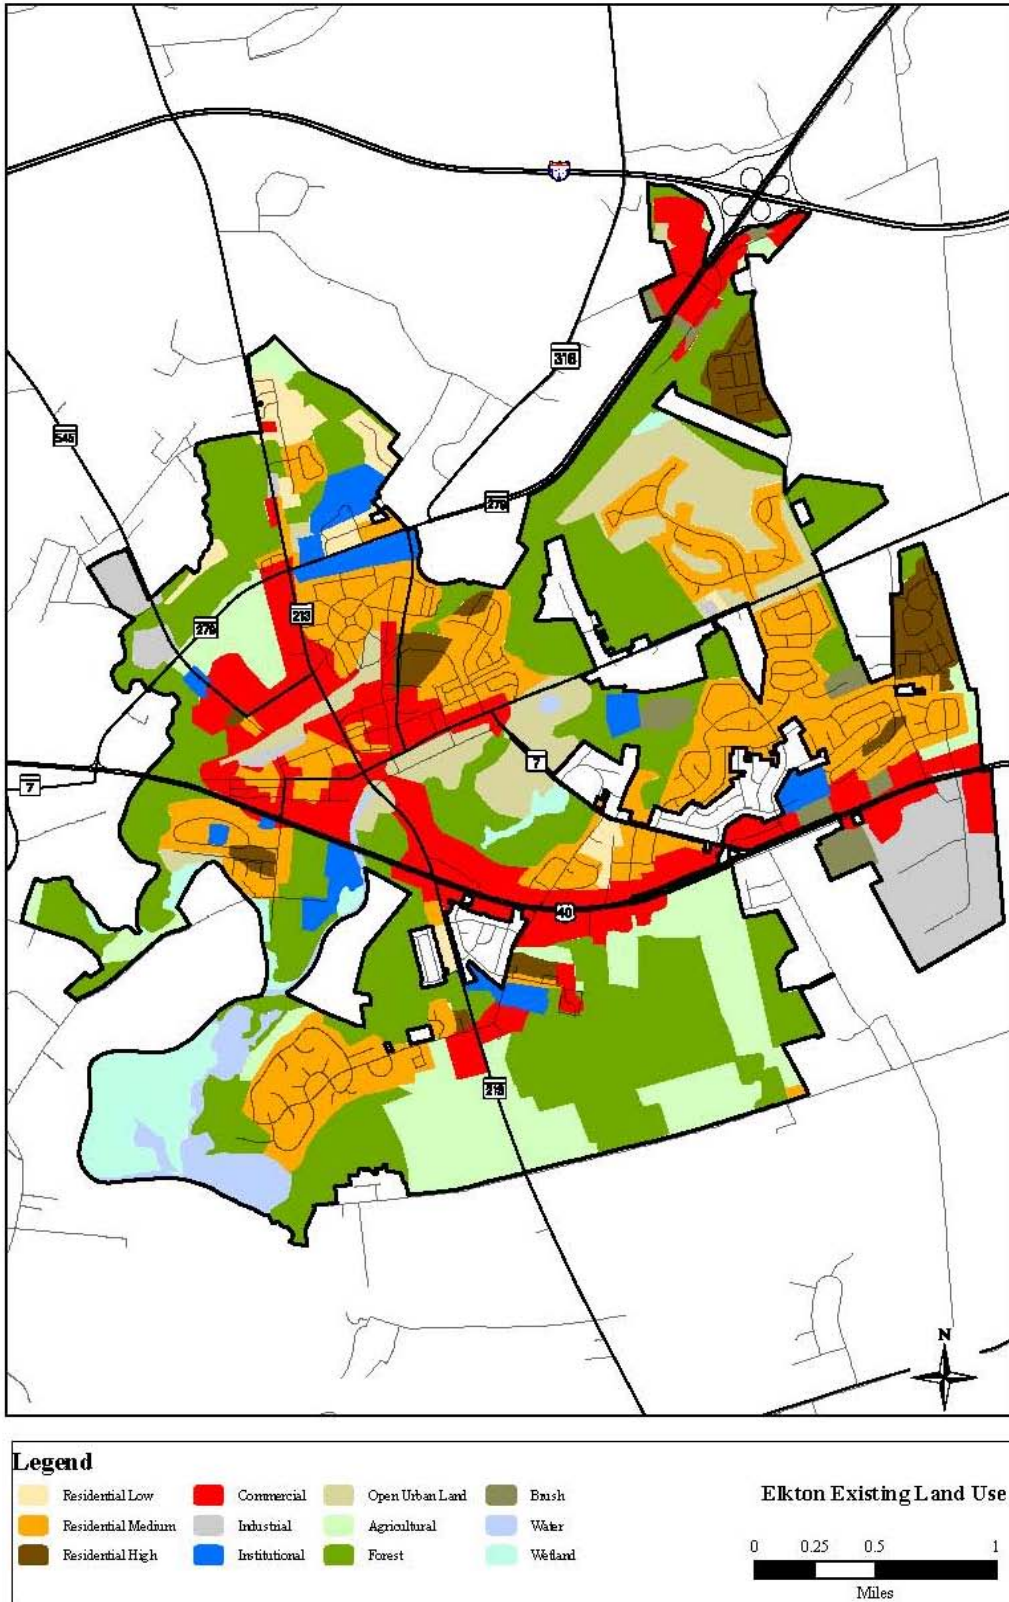 316
545
279
213
279
7
7
40
213
N
Legend
Residential Low
Commercial
Open Urban Land
Brush
Elkton Existing Land Use
Residential Medium
Industrial
Agricultural
Water
Residential High
Institutional
Forest
Wetland
0 0.25 0.5 1
Miles